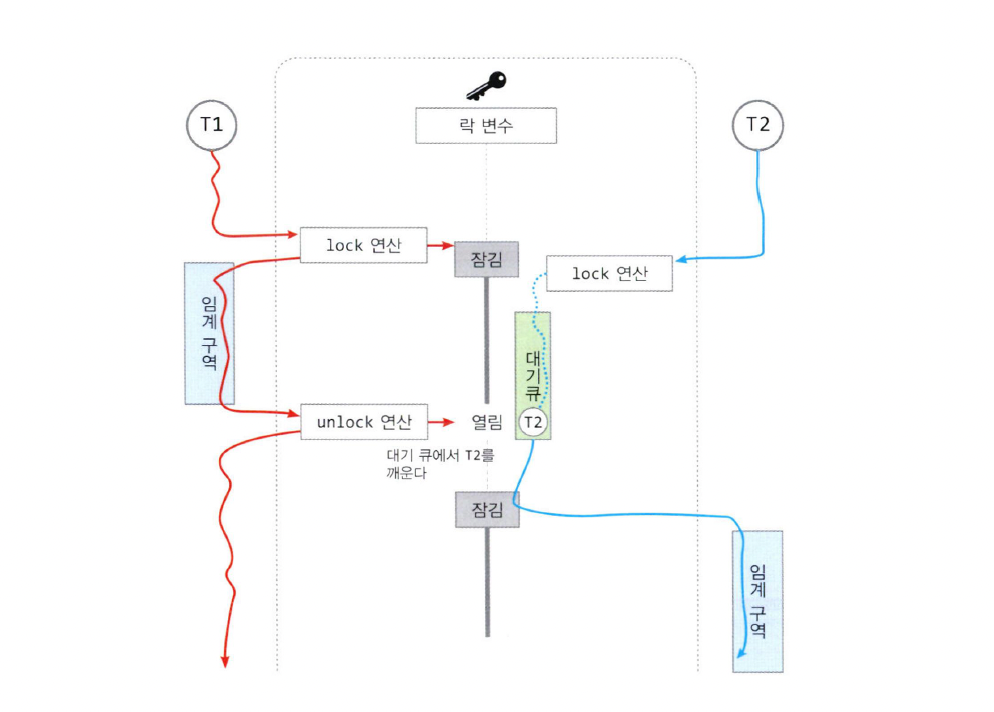 T1
락 변수
T2
lock 연산
잠김
lock 연산
임계 구역
대기큐
T2
unlock 연산
열림
대기 큐에서 T2를
깨운다
잠김
임계 구역